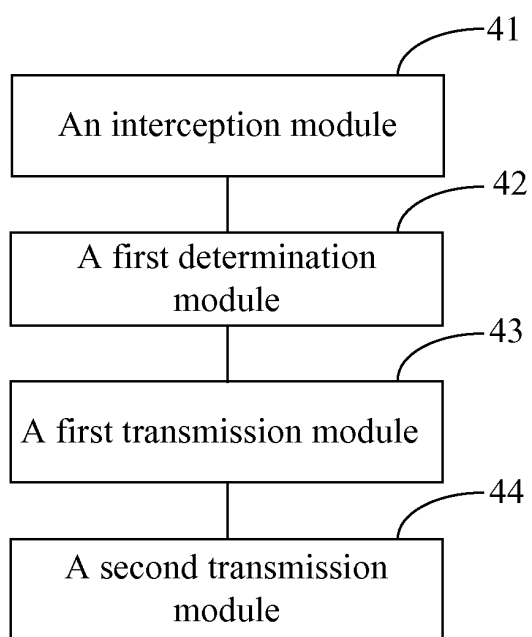 41
An interception module
42
A first determination
module
43
A first transmission module
44
A second transmission
module